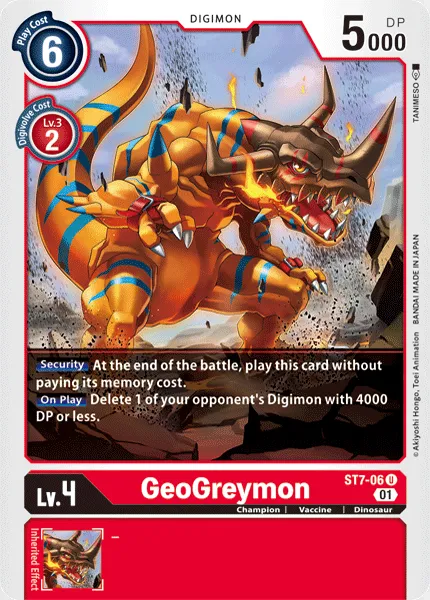 Play Cost
6
DIGIMON
DP
5000
Digivolve Cost
Lv.3
2
TANIMESO
© Akiyoshi Hongo, Toei Animation BANDAI MADE IN JAPAN
Security At the end of the battle, play this card without
paying its memory cost.
On Play Delete 1 of your opponent's Digimon with 4000
DP or less.
Lv.4
GeoGreymon
ST7-06 U
01
Champion | Vaccine | Dinosaur
Inherited Effect
–